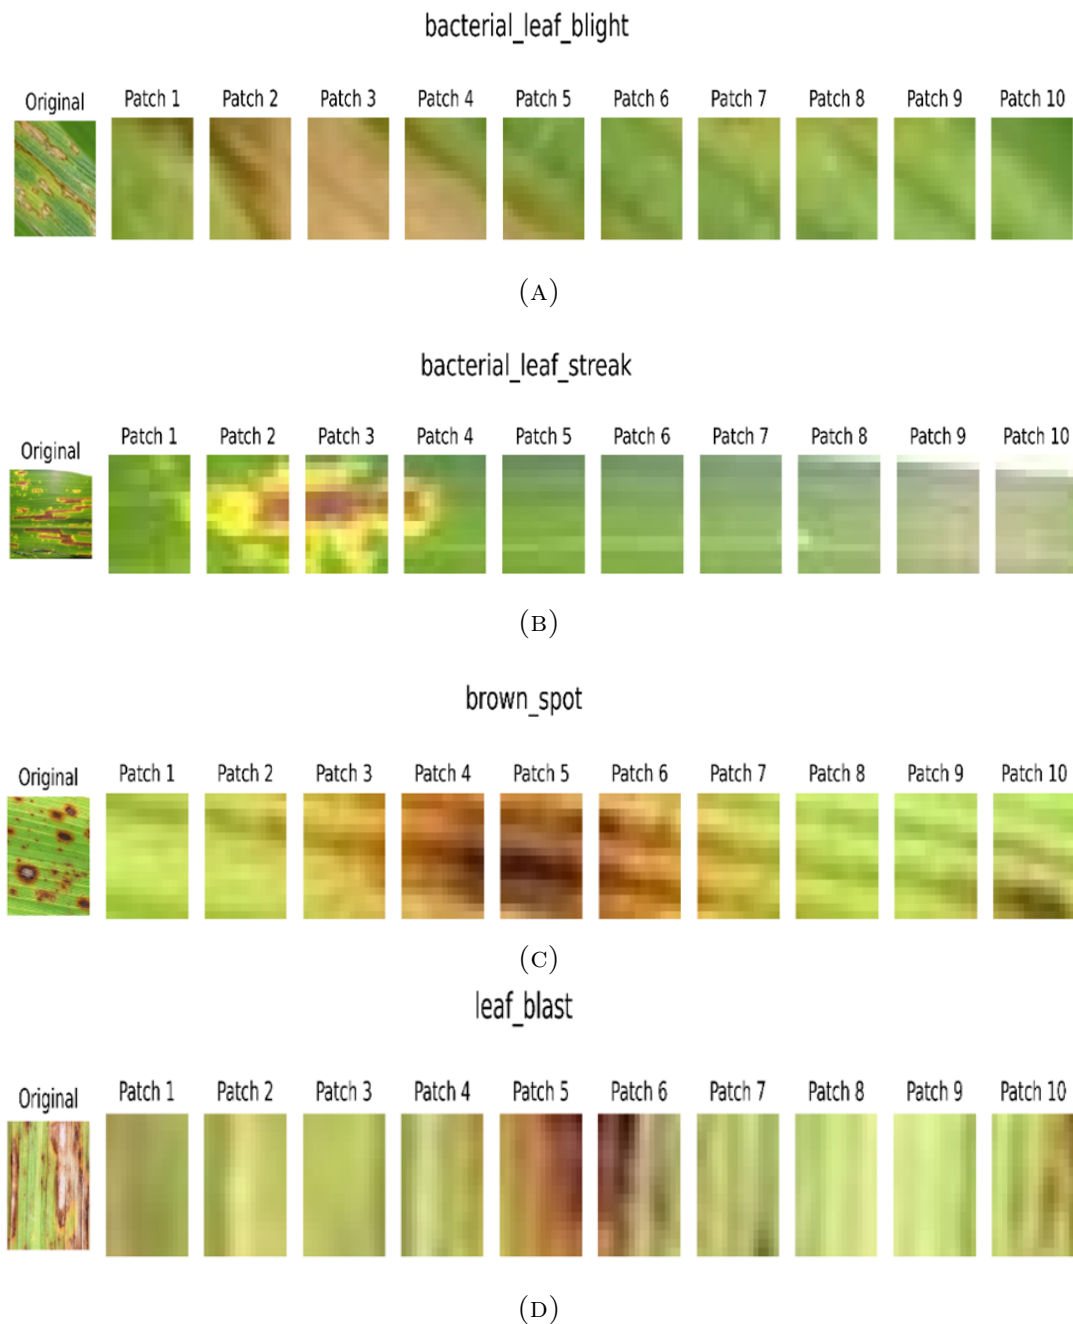 bacterial_leaf_blight
Original Patch 1 Patch 2 Patch 3 Patch 4 Patch 5 Patch 6 Patch 7 Patch 8 Patch 9 Patch 10
(A)
bacterial_leaf_streak
Original Patch 1 Patch 2 Patch 3 Patch 4 Patch 5 Patch 6 Patch 7 Patch 8 Patch 9 Patch 10
(B)
brown_spot
Original Patch 1 Patch 2 Patch 3 Patch 4 Patch 5 Patch 6 Patch 7 Patch 8 Patch 9 Patch 10
(C)
leaf_blast
Original Patch 1 Patch 2 Patch 3 Patch 4 Patch 5 Patch 6 Patch 7 Patch 8 Patch 9 Patch 10
(D)